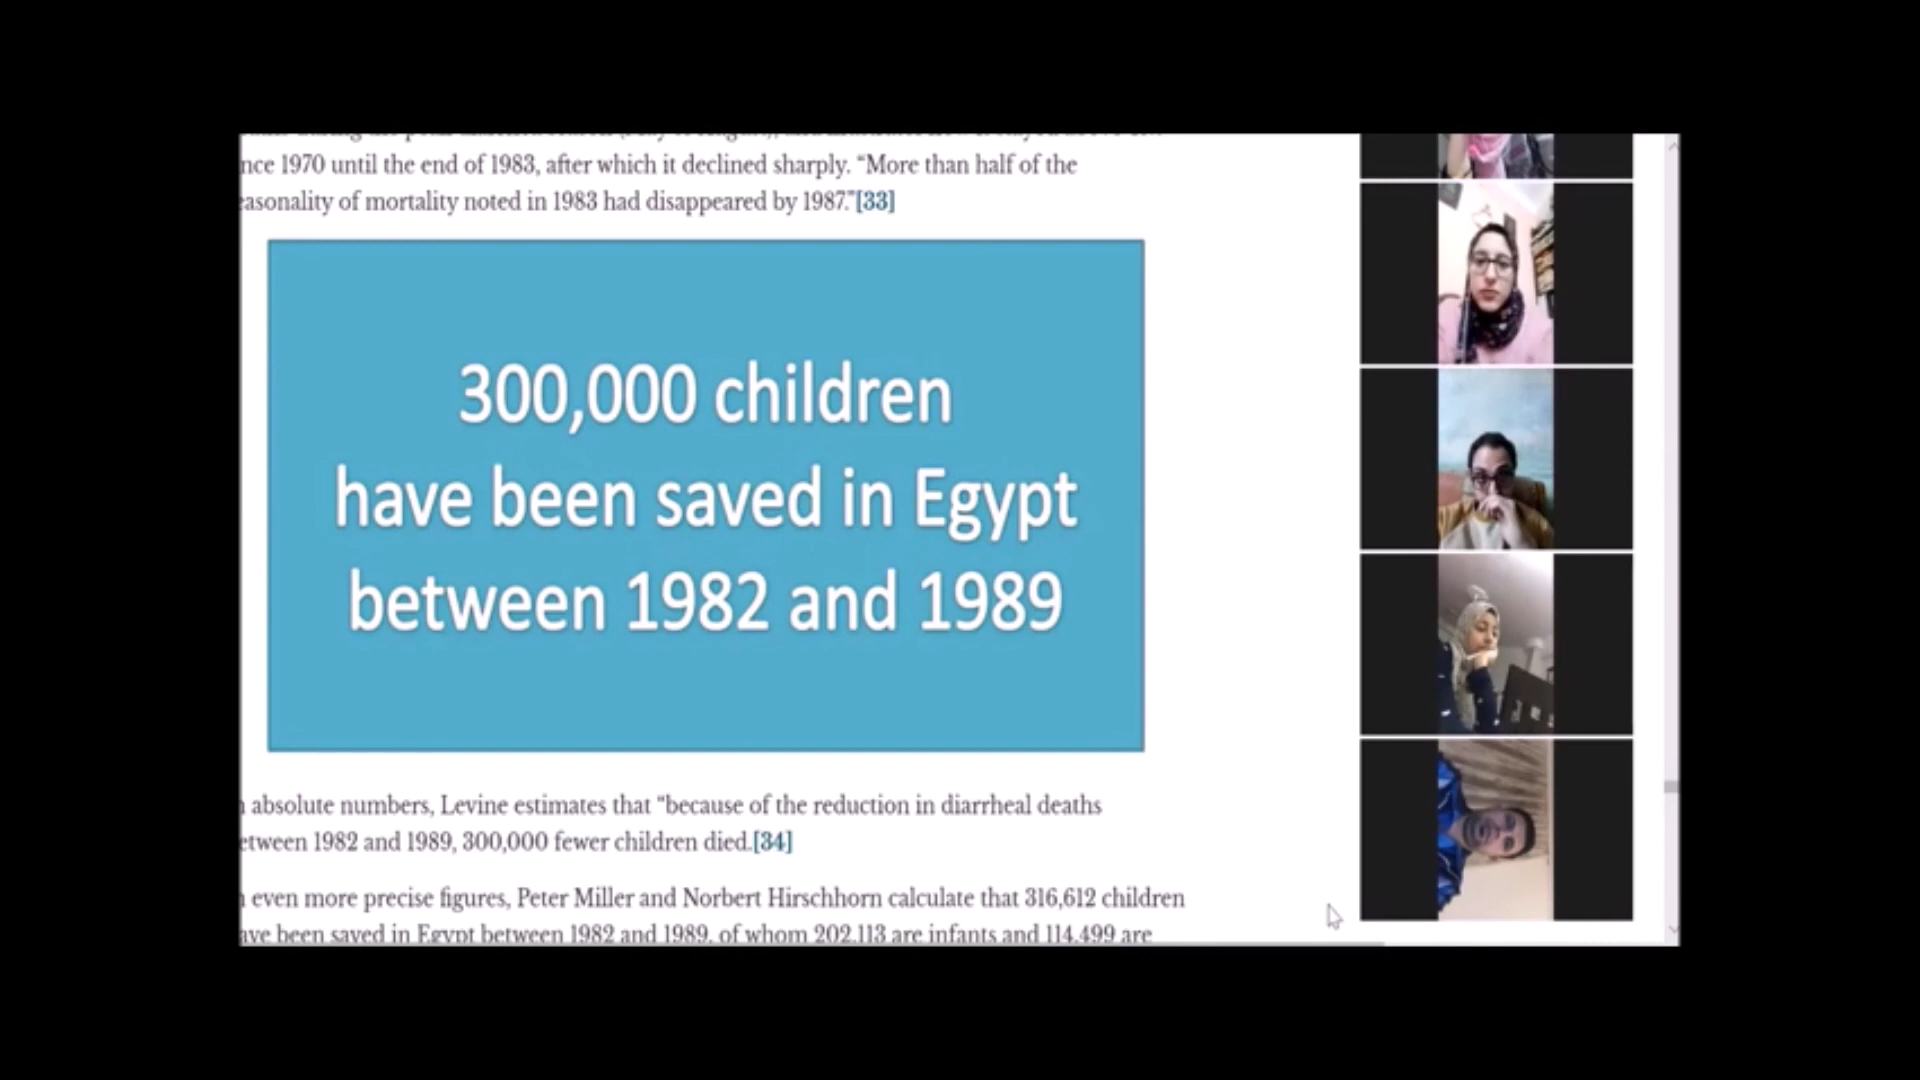 1970 until the end of 1983, after which it declined sharply. “More than half of the
of mortality noted in 1983 had disappeared by 1987.”[33]
300,000 children
have been saved in Egypt
between 1982 and 1989
absolute numbers, Levine estimates that “because of the reduction in diarrheal deaths
1982 and 1989, 300,000 fewer children died.[34]
even more precise figures, Peter Miller and Norbert Hirschhorn calculate that 316,612 children
been saved in Egypt between 1982 and 1989, of whom 202,113 are infants and 114,499 are